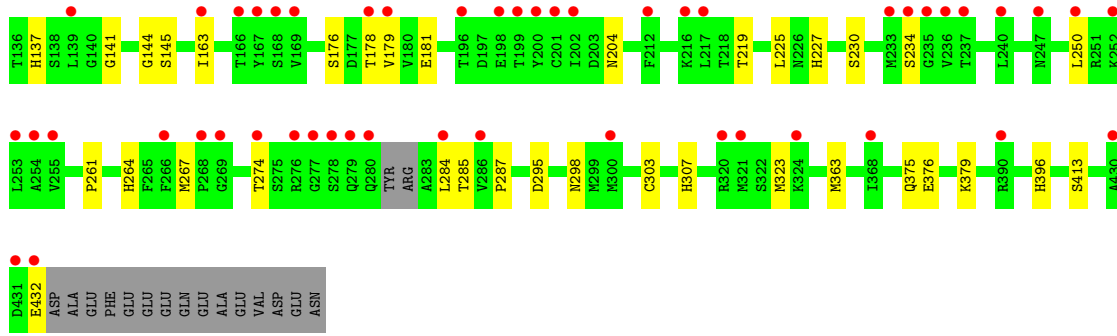 T136 H137 S138 L139 G140 G141 G144 S145 I163 T166 Y167 S168 V169 S176 D177 T178 V179 V180 E181 T196 D197 E198 T199 Y200 C201 I202 D203 N204 F212 K216 L217 T218 T219 L225 N226 H227 S230 M233 S234 G235 V236 T237 L240 N247 L250 R251 K252
L253 A254 V255 P261 H264 F265 F266 M267 P268 G269 T274 S275 R276 G277 S278 Q279 Q280 TYR ARG A283 L284 T285 V286 P287 D295 N298 M299 M300 C303 H307 R320 M321 S322 M323 K324 M363 I368 Q375 E376 K379 R390 H396 S413 A430
D431 E432 ASP ALA GLU PHE GLU GLU GLU GLN GLU ALA GLU VAL ASP GLU ASN